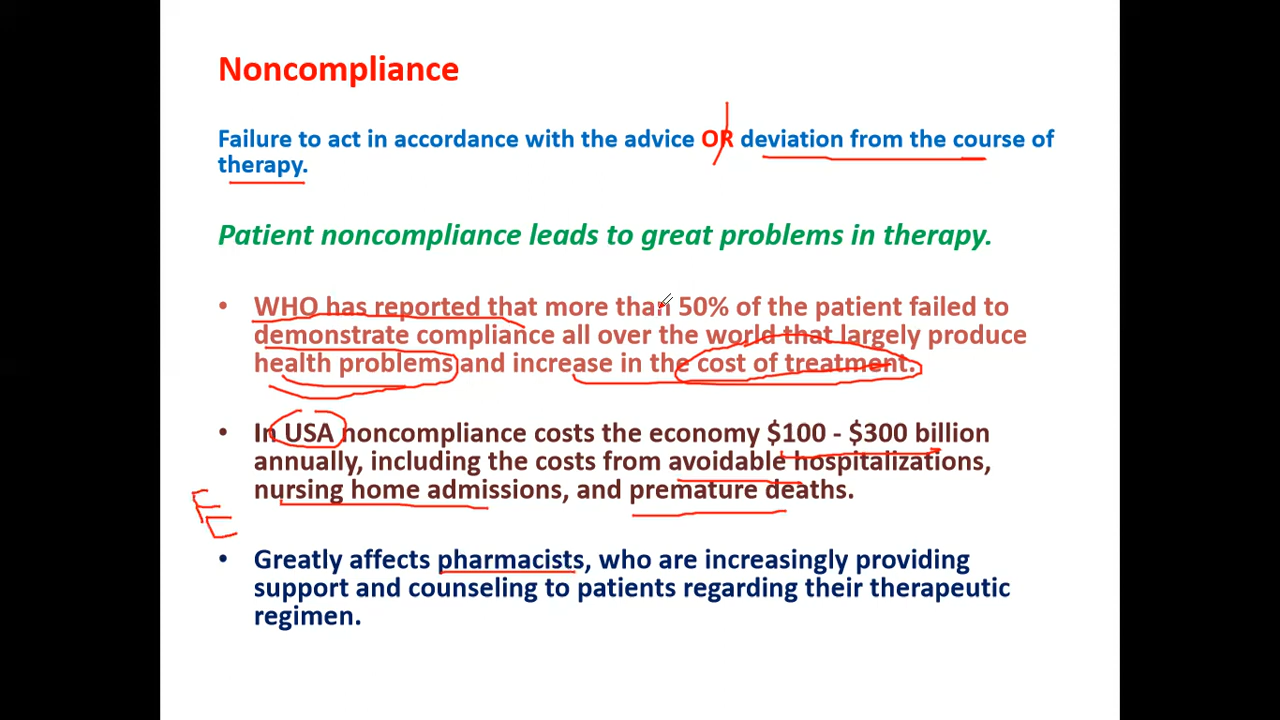 Noncompliance
Failure to act in accordance with the advice OR deviation from the course of
therapy.
Patient noncompliance leads to great problems in therapy.
• WHO has reported that more than 50% of the patient failed to
demonstrate compliance all over the world that largely produce
health problems and increase in the cost of treatment.
• In USA noncompliance costs the economy $100 - $300 billion
annually, including the costs from avoidable hospitalizations,
nursing home admissions, and premature deaths.
• Greatly affects pharmacists, who are increasingly providing
support and counseling to patients regarding their therapeutic
regimen.